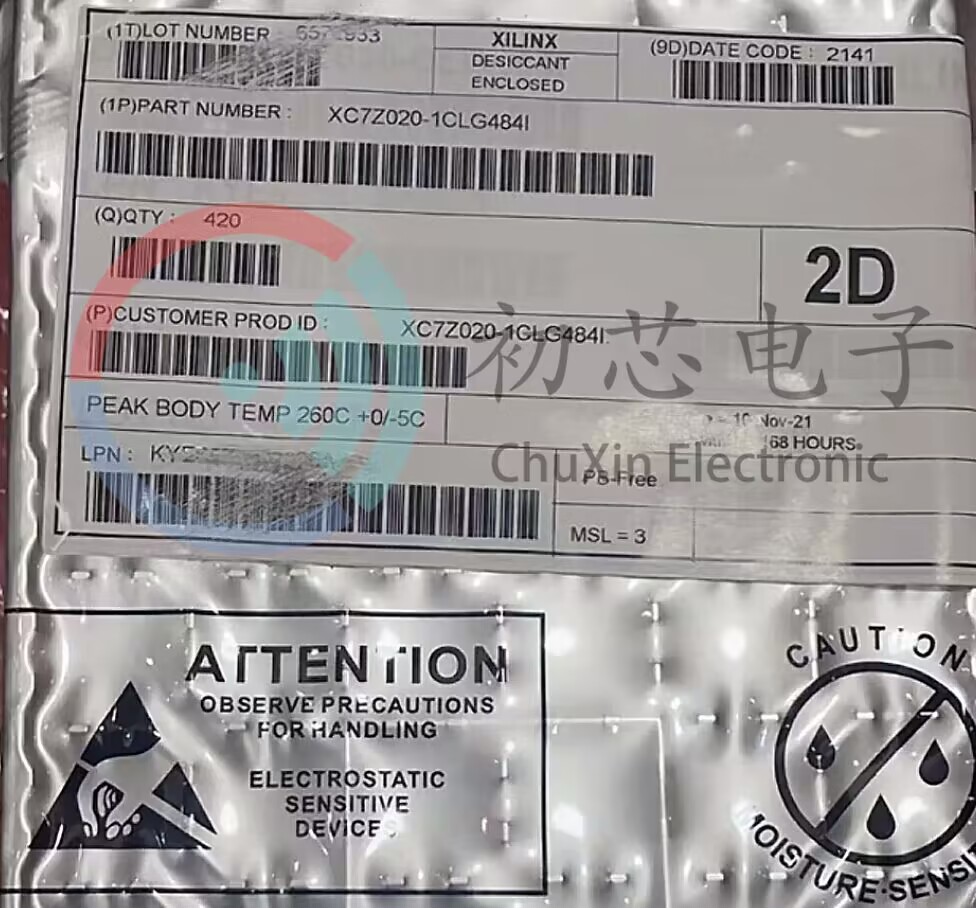 (1T)LOT NUMBER
XILINX
DESICCANT
ENCLOSED
(9D)DATE CODE : 2141
(1P)PART NUMBER : XC7Z020-1CLG484I
(Q)QTY : 420
2D
(P)CUSTOMER PROD ID : XC7Z020-1CLG484I
初芯电子
PEAK BODY TEMP 260C +0/-5C
Nov-21
168 HOURS.
ChuXin Electronic
LPN :
PB-Free
MSL = 3
ATTENTION
OBSERVE PRECAUTIONS
FOR HANDLING
ELECTROSTATIC
SENSITIVE
DEVICES
CAUTION
MOISTURE-SENSI